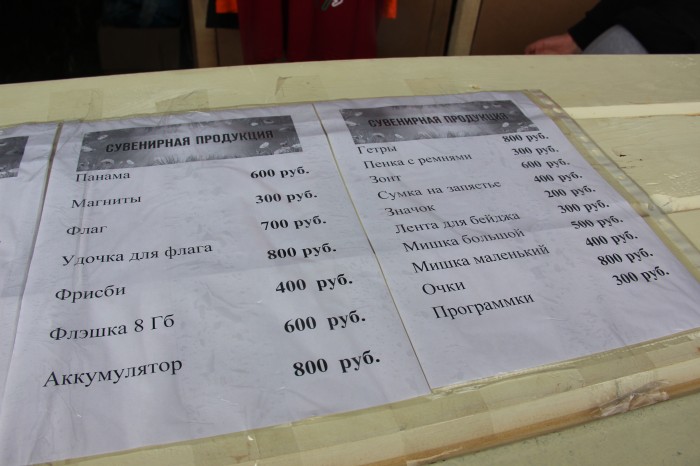 СУВЕНИРНАЯ ПРОДУКЦИЯ
Панама 600 руб.
Магниты 300 руб.
Флаг 700 руб.
Удочка для флага 800 руб.
Фрисби 400 руб.
Флэшка 8 Гб 600 руб.
Аккумулятор 800 руб.
СУВЕНИРНАЯ ПРОДУКЦИЯ
Гетры 800 руб.
Пенка с ремнями 300 руб.
Зонт 600 руб.
Сумка на запястье 400 руб.
Значок 200 руб.
Лента для бейджа 300 руб.
Мишка большой 500 руб.
Мишка маленький 400 руб.
Очки 800 руб.
Программки 300 руб.